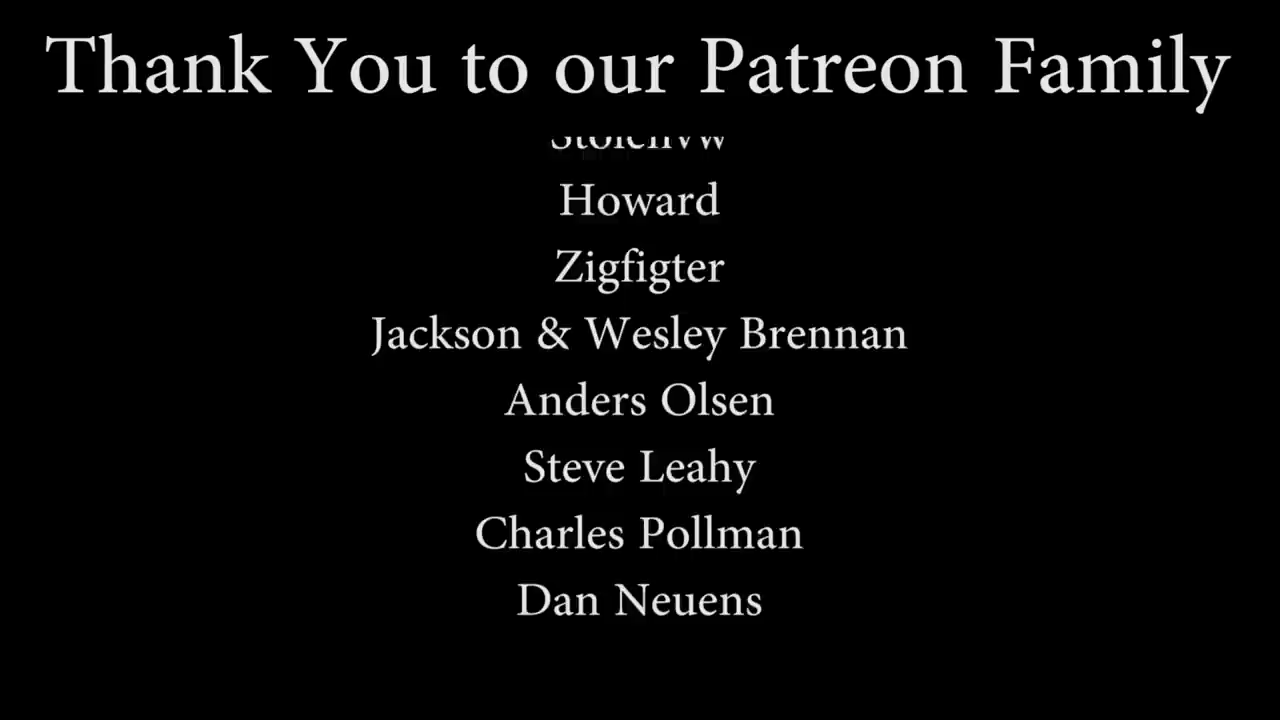 Thank You to our Patreon Family
StolenVW
Howard
Zigfigter
Jackson & Wesley Brennan
Anders Olsen
Steve Leahy
Charles Pollman
Dan Neuens